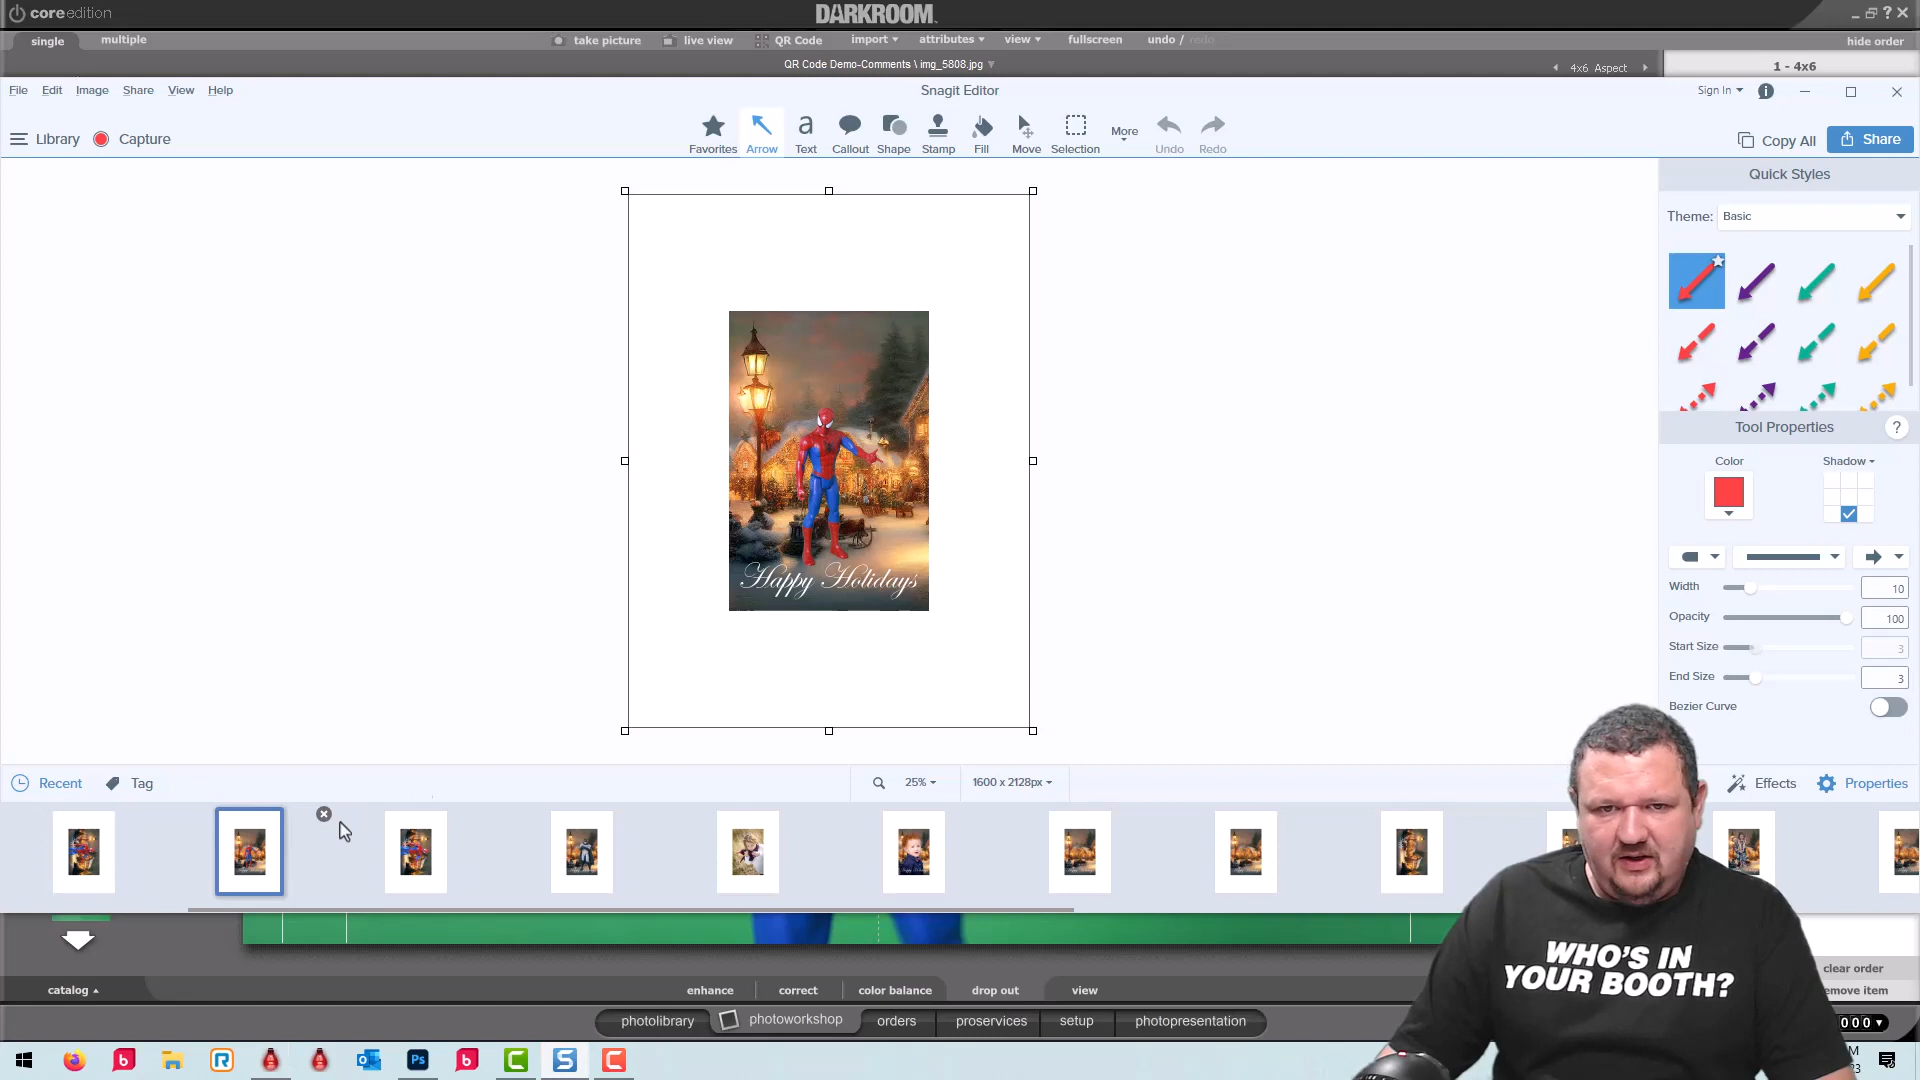 coreedition
DARKROOM
single
multiple
take picture
live view
QR Code
import
attributes
view
fullscreen
undo / redo
hide order
QR Code Demo-Comments \ img_5808.jpg
4x6 Aspect
1 - 4x6
File
Edit
Image
Share
View
Help
Snagit Editor
Sign In
Library
Capture
Favorites
Arrow
Text
Callout
Shape
Stamp
Fill
Move
Selection
More
Undo
Redo
Copy All
Share
Quick Styles
Theme:
Basic
Tool Properties
Color
Shadow
Width
10
Opacity
100
Start Size
3
End Size
3
Bezier Curve
Happy Holidays
Recent
Tag
25%
1600 x 2128px
Effects
Properties
WHO'S IN
YOUR BOOTH?
clear order
emove item
catalog
enhance
correct
color balance
drop out
view
photolibrary
photoworkshop
orders
proservices
setup
photopresentation
000
M
23
b
R
Ps
b
C
S
C